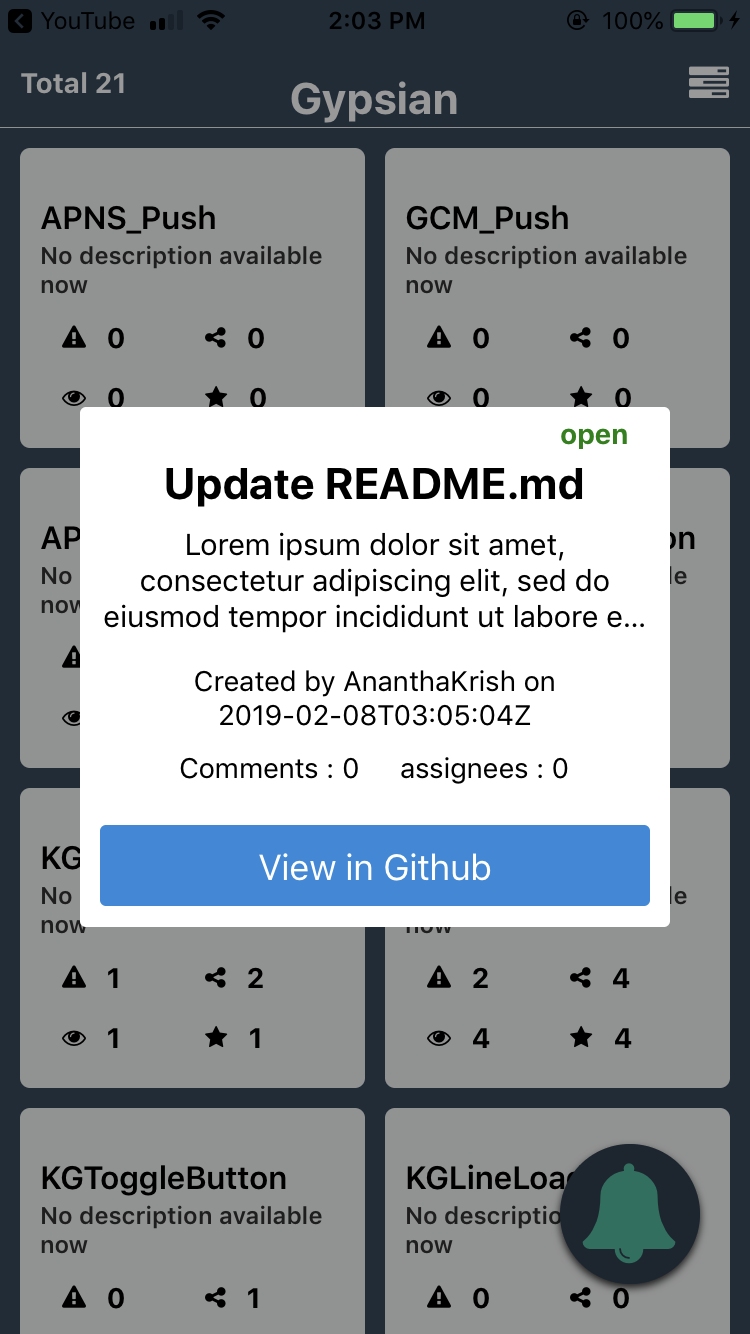 YouTube 2:03 PM 100%
Total 21
Gypsian
APNS_Push GCM_Push
No description available No description available
now now
0 0 0 0
0 0 0 0
open
Update README.md
AP on
Lorem ipsum dolor sit amet,
No le
consectetur adipiscing elit, sed do
now
eiusmod tempor incididunt ut labore e...
Created by AnanthaKrish on
2019-02-08T03:05:04Z
Comments : 0 assignees : 0
KG
View in Github
No le
now now
1 2 2 4
1 1 4 4
KGToggleButton KGLineLoa
No description available No descriptio
now now
0 1 0 0